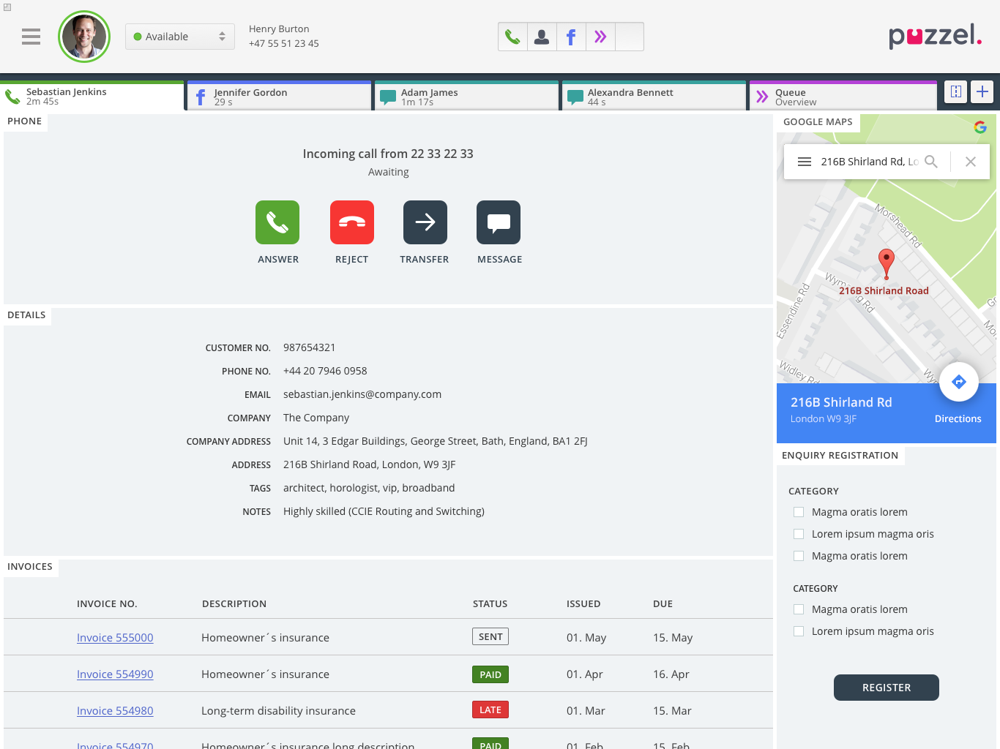 Available
Henry Burton
+47 55 51 23 45
puzzel.
Sebastian Jenkins
2m 45s
Jennifer Gordon
29 s
Adam James
1m 17s
Alexandra Bennett
44 s
Queue
Overview
PHONE
Incoming call from 22 33 22 33
Awaiting
ANSWER
REJECT
TRANSFER
MESSAGE
DETAILS
CUSTOMER NO. 987654321
PHONE NO. +44 20 7946 0958
EMAIL sebastian.jenkins@company.com
COMPANY The Company
COMPANY ADDRESS Unit 14, 3 Edgar Buildings, George Street, Bath, England, BA1 2FJ
ADDRESS 216B Shirland Road, London, W9 3JF
TAGS architect, horologist, vip, broadband
NOTES Highly skilled (CCIE Routing and Switching)
INVOICES
INVOICE NO. DESCRIPTION STATUS ISSUED DUE
Invoice 555000 Homeowner´s insurance SENT 01. May 15. May
Invoice 554990 Homeowner´s insurance PAID 01. Apr 16. Apr
Invoice 554980 Long-term disability insurance LATE 01. Mar 15. Mar
Invoice 554970 Homeowner´s insurance long description PAID 01. Feb 15. Feb
GOOGLE MAPS
216B Shirland Rd, Lo
Morshead Rd
Essendine Rd
216B Shirland Road
Widley Rd
216B Shirland Rd
London W9 3JF
Directions
ENQUIRY REGISTRATION
CATEGORY
Magma oratis lorem
Lorem ipsum magma oris
Magma oratis lorem
CATEGORY
Magma oratis lorem
Lorem ipsum magma oris
REGISTER